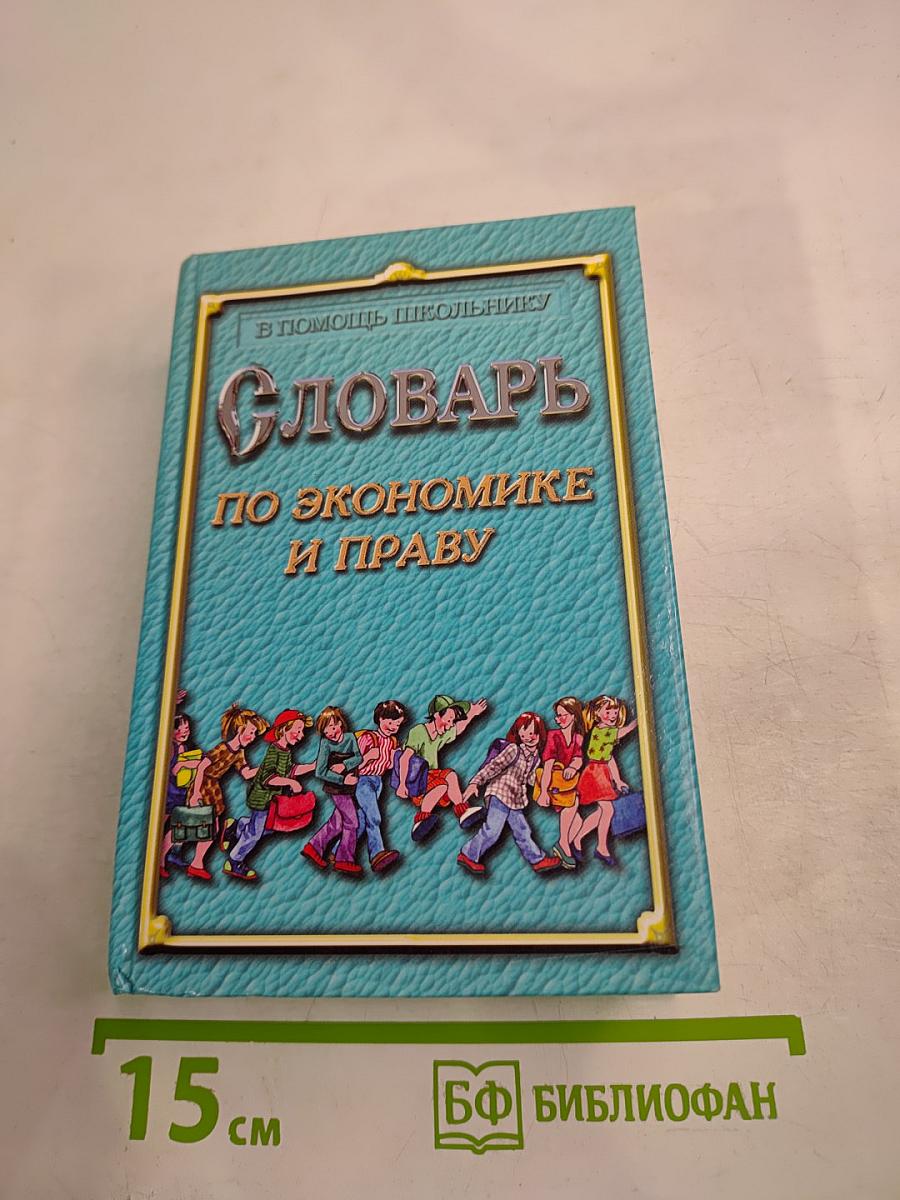 В ПОМОЩЬ ШКОЛЬНИКУ
СЛОВАРЬ
ПО ЭКОНОМИКЕ
И ПРАВУ
15 см
БФ БИБЛИОФАН